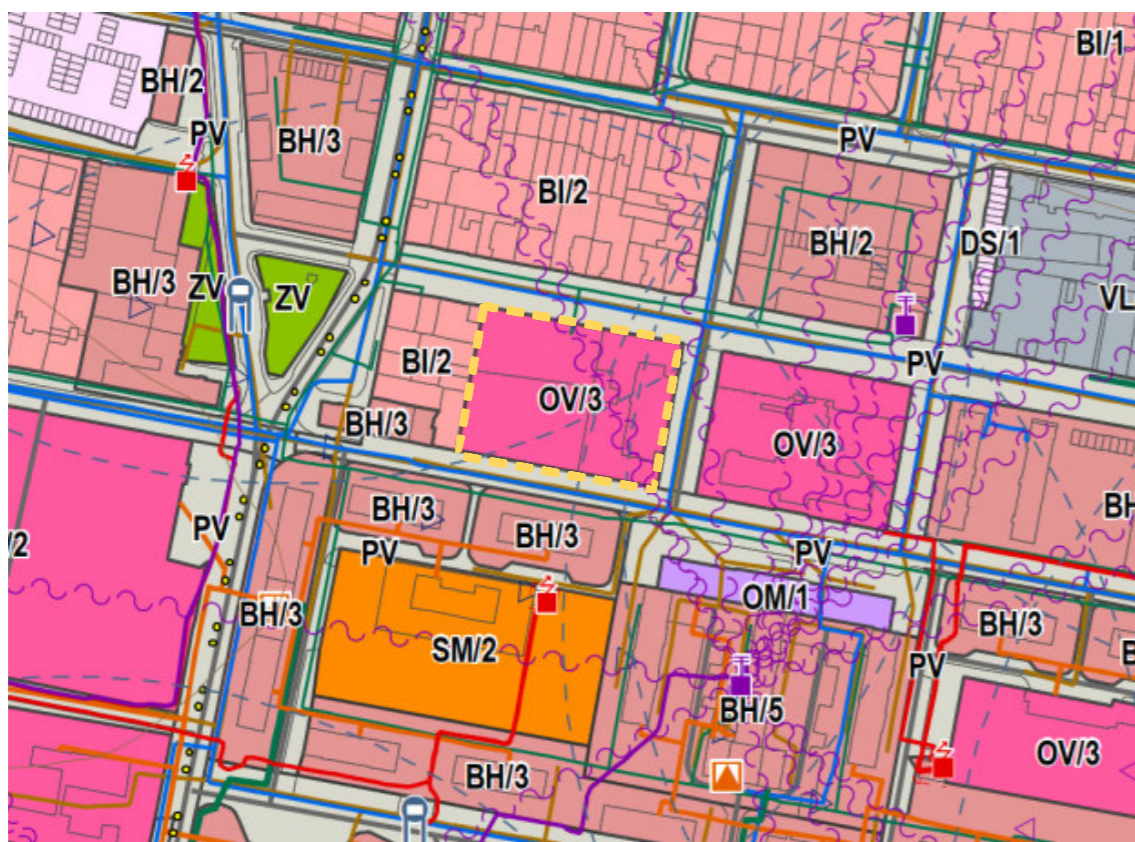 BI/1
BH/2
PV
BH/3
PV
BI/2
BH/2
DS/1
BH/3
ZV
ZV
VL
BI/2
OV/3
PV
BH/3
OV/3
BH/3
BH
/2
PV
PV
BH/3
PV
OM/1
BH/3
BH/3
SM/2
B
PV
BH/5
BH/3
OV/3